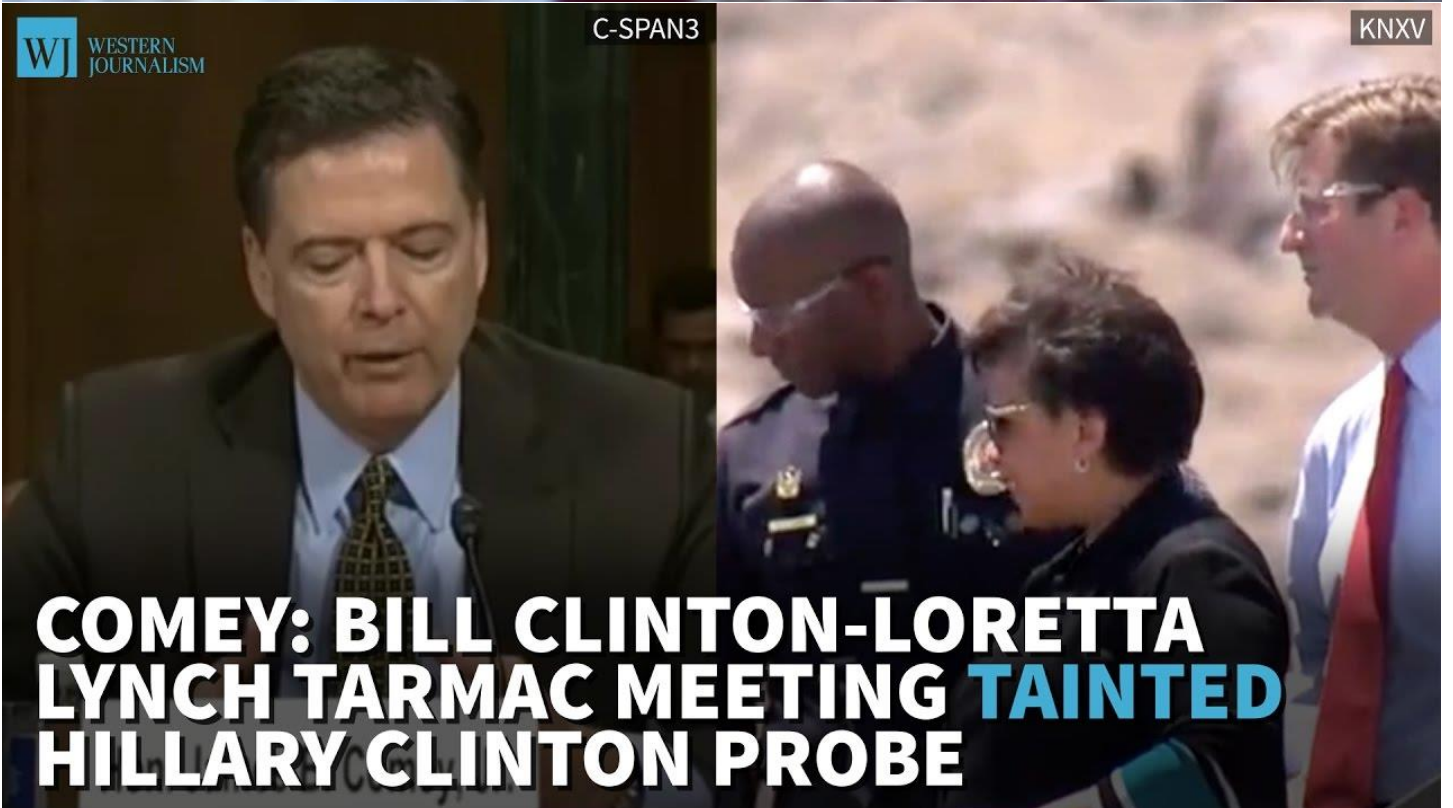 WJ WESTERN
JOURNALISM
C-SPAN3
KNXV
COMEY: BILL CLINTON-LORETTA
LYNCH TARMAC MEETING TAINTED
HILLARY CLINTON PROBE